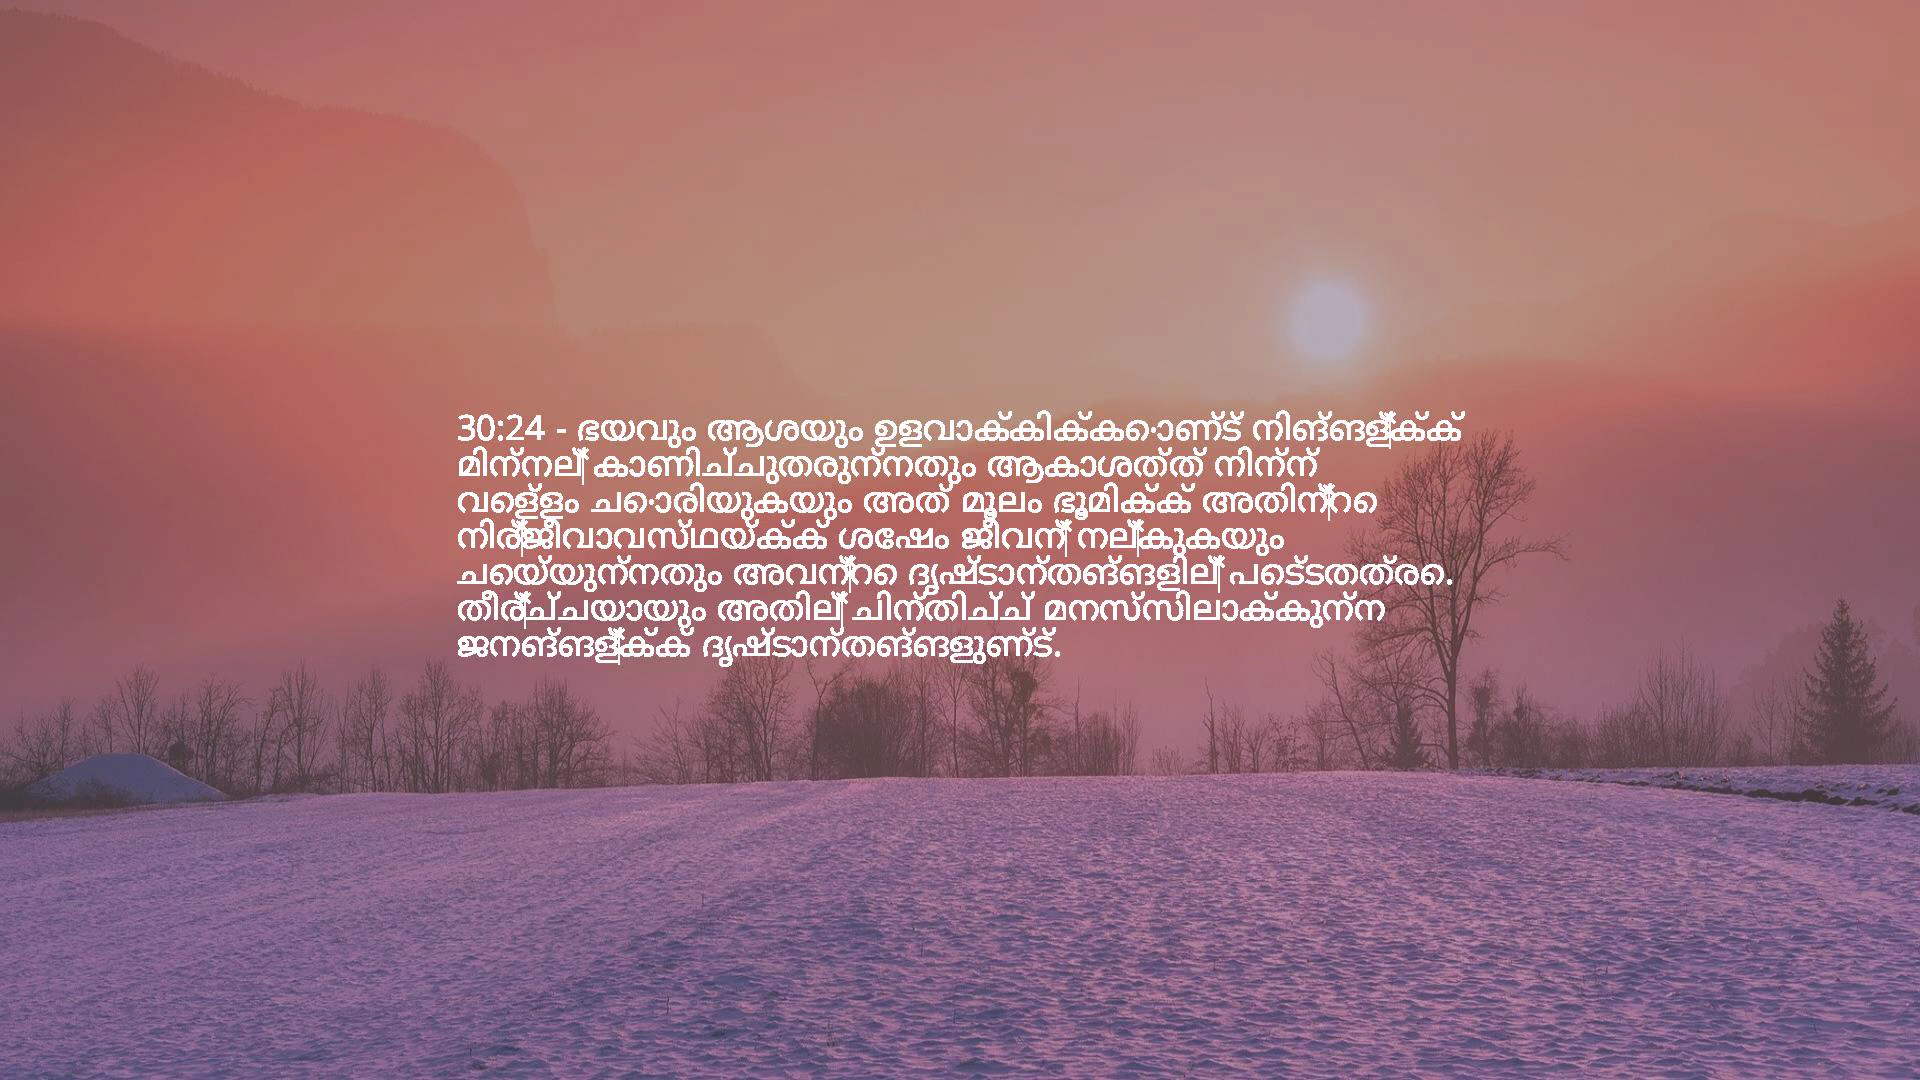 30:24 - ഭയവും ആശയും ഉളവാക്കിക്കൊണ്ട് നിങ്ങള്‍ക്ക്
മിന്നല്‍ കാണിച്ചുതരുന്നതും ആകാശത്ത് നിന്ന്
വെള്ളം ചൊരിയുകയും അത് മൂലം ഭൂമിക്ക് അതിന്‍റെ
നിര്‍ജീവാവസ്ഥയ്ക്ക് ശേഷം ജീവന്‍ നല്‍കുകയും
ചെയ്യുന്നതും അവന്‍റെ ദൃഷ്ടാന്തങ്ങളില്‍ പെട്ടതത്രെ.
തീര്‍ച്ചയായും അതില്‍ ചിന്തിച്ച് മനസ്സിലാക്കുന്ന
ജനങ്ങള്‍ക്ക് ദൃഷ്ടാന്തങ്ങളുണ്ട്.